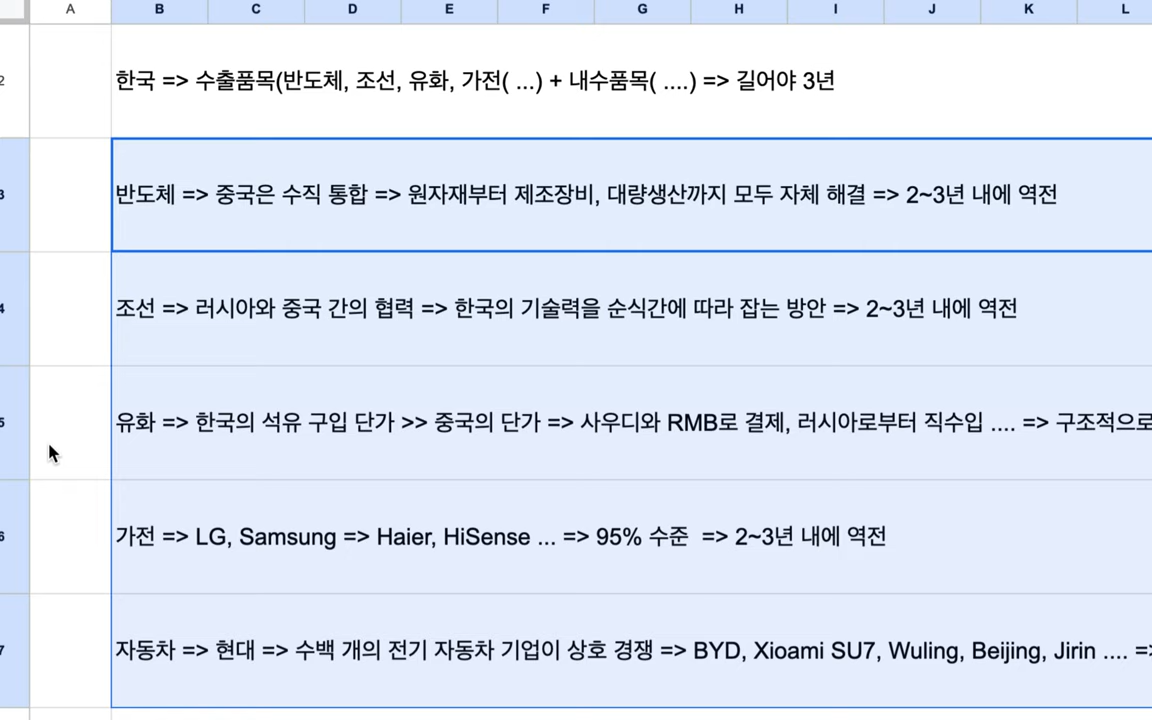 A B C D E F G H I J K L
2 한국 => 수출품목(반도체, 조선, 유화, 가전( ...) + 내수품목( ....) => 길어야 3년
3 반도체 => 중국은 수직 통합 => 원자재부터 제조장비, 대량생산까지 모두 자체 해결 => 2~3년 내에 역전
4 조선 => 러시아와 중국 간의 협력 => 한국의 기술력을 순식간에 따라 잡는 방안 => 2~3년 내에 역전
5 유화 => 한국의 석유 구입 단가 >> 중국의 단가 => 사우디와 RMB로 결제, 러시아로부터 직수입 .... => 구조적으로
6 가전 => LG, Samsung => Haier, HiSense ... => 95% 수준 => 2~3년 내에 역전
7 자동차 => 현대 => 수백 개의 전기 자동차 기업이 상호 경쟁 => BYD, Xioami SU7, Wuling, Beijing, Jirin .... =>